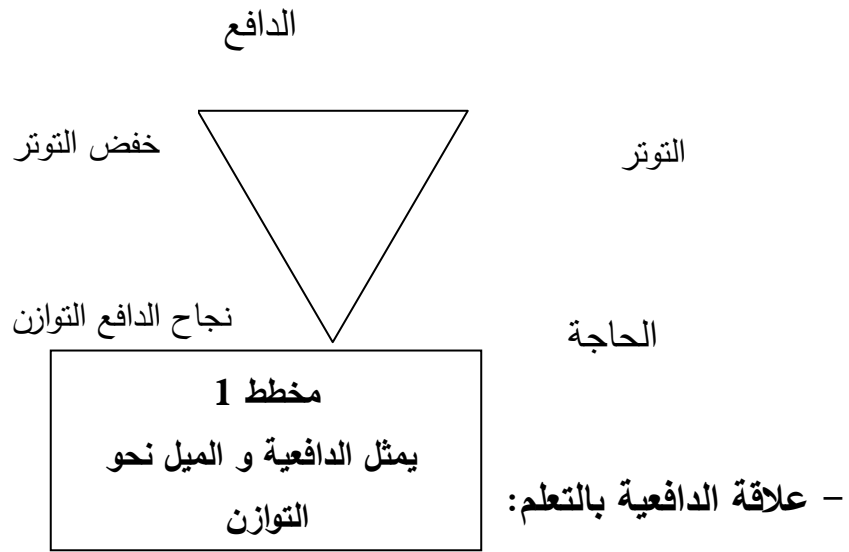 الدافع
التوتر
خفض التوتر
الحاجة
نجاح الدافع التوازن
مخطط 1
يمثل الدافعية و الميل نحو
التوازن
- علاقة الدافعية بالتعلم: